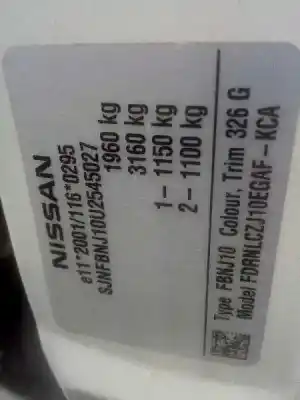 NISSAN
e11*2001/116*0295
SJNFBNJ10U2545027
1960 kg
3160 kg
1- 1150 kg
2- 1100 kg
Type FBNJ10 Colour, Trim 326 G
Model FDRNLCZJ10EGAF-KCA